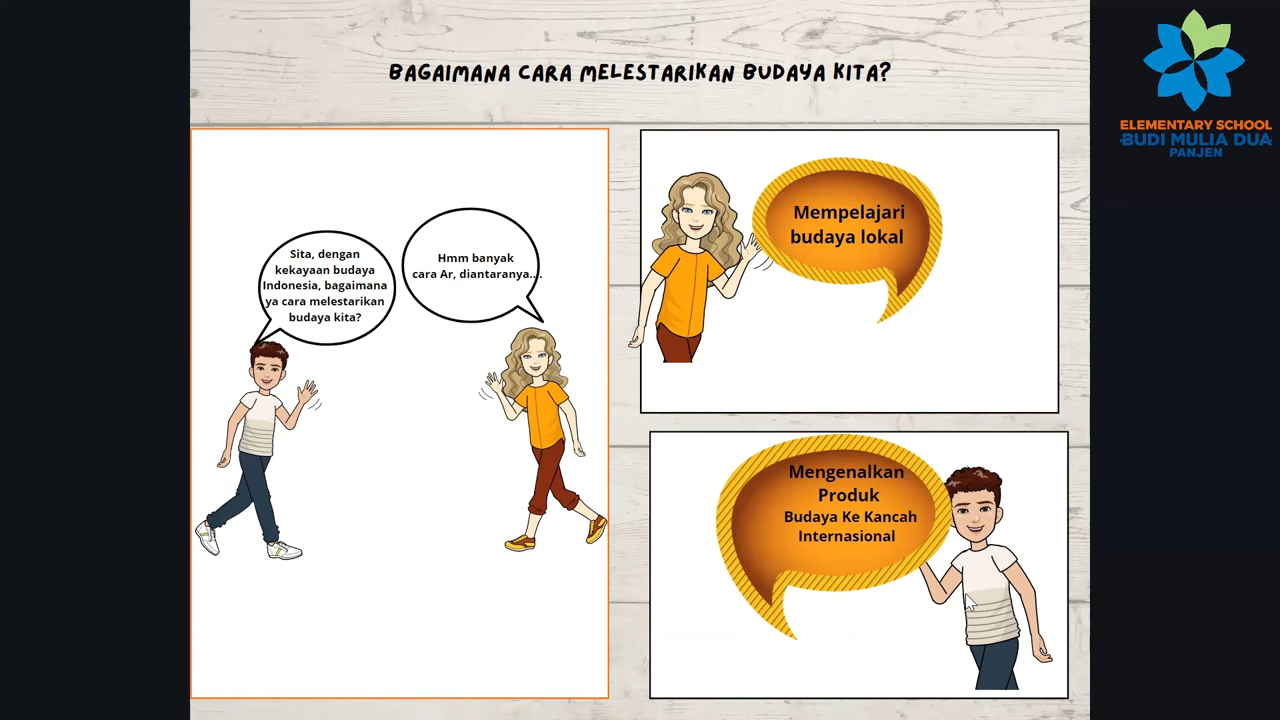 BAGAIMANA CARA MELESTARIKAN BUDAYA KITA?
Sita, dengan
kekayaan budaya
Indonesia, bagaimana
ya cara melestarikan
budaya kita?
Hmm banyak
cara Ar, diantaranya....
Mempelajari
budaya lokal
Mengenalkan
Produk
Budaya Ke Kancah
Internasional
ELEMENTARY SCHOOL
BUDI MULIA DUA
PANJEN